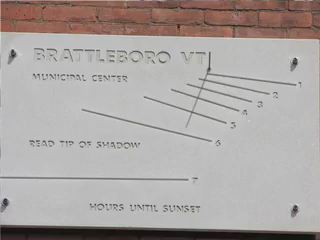 BRATTLEBORO VT
MUNICIPAL CENTER
1
2
3
4
5
6
READ TIP OF SHADOW
7
HOURS UNTIL SUNSET